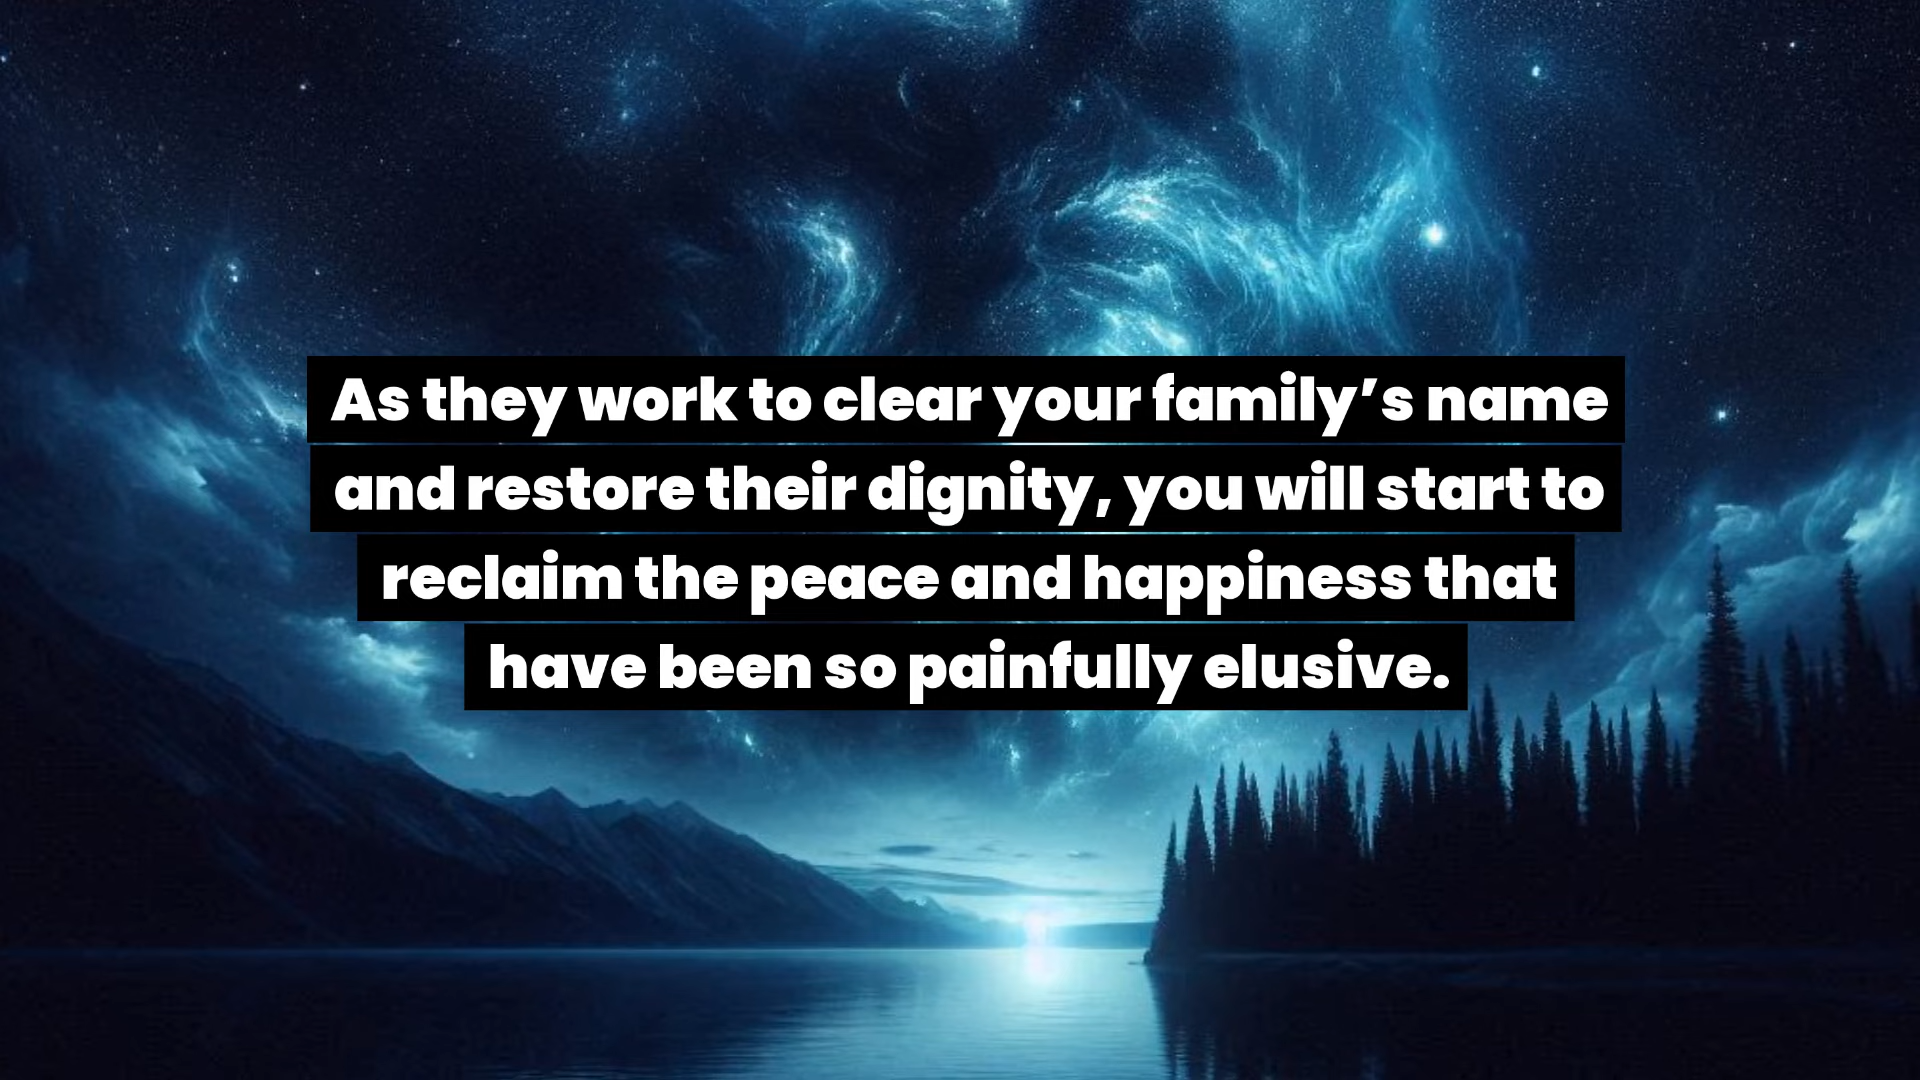 As they work to clear your family’s name
and restore their dignity, you will start to
reclaim the peace and happiness that
have been so painfully elusive.